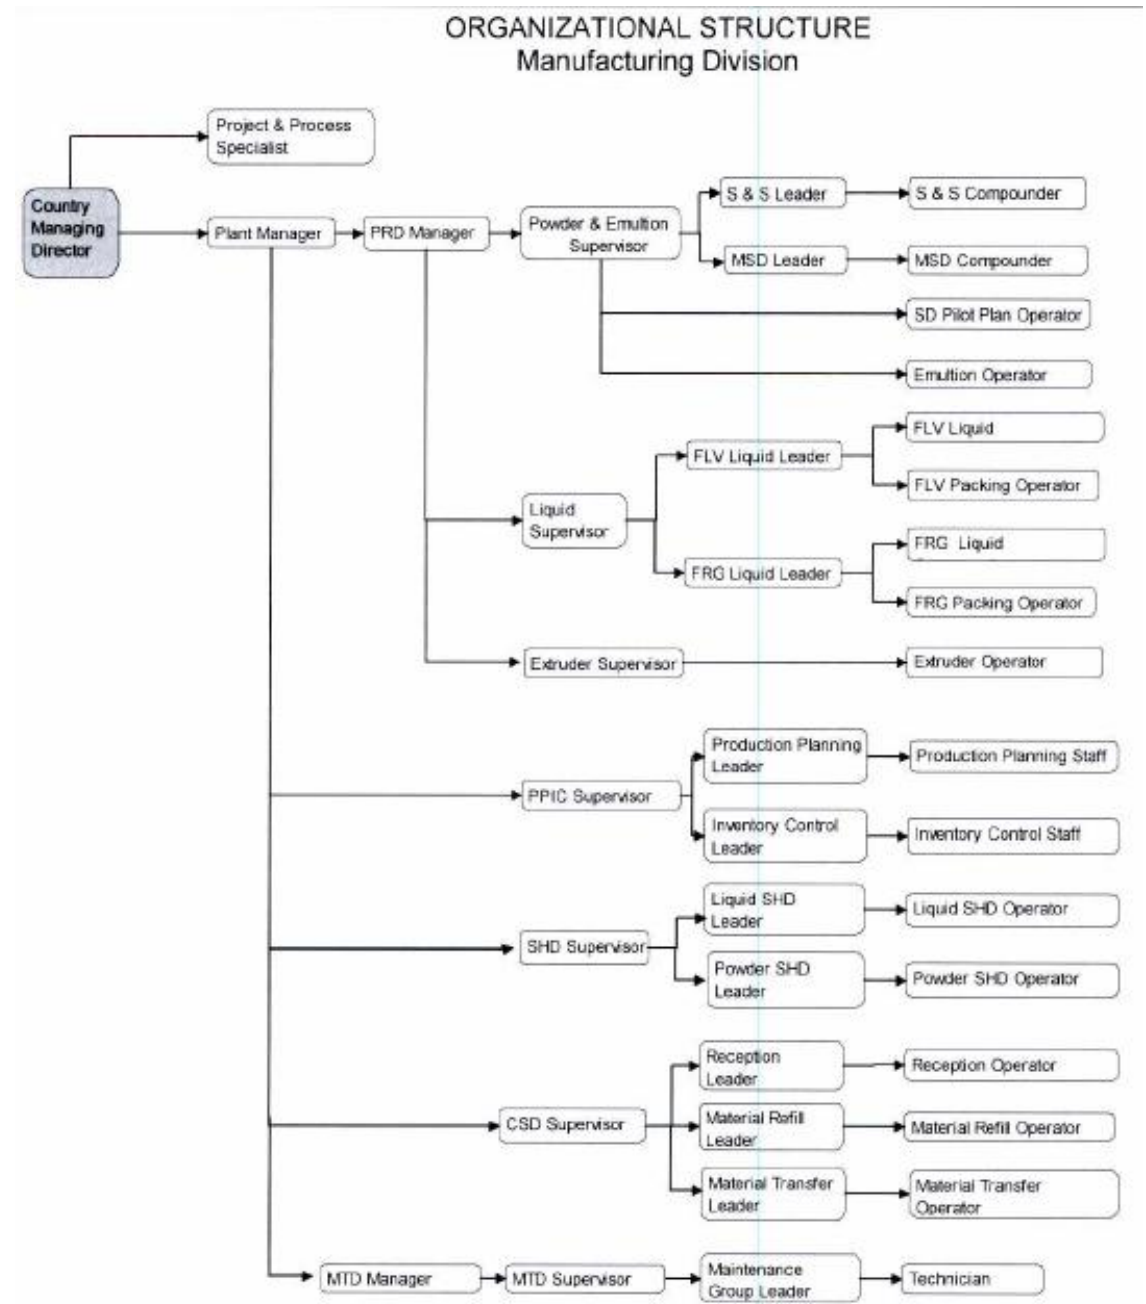 ORGANIZATIONAL STRUCTURE
Manufacturing Division
Project & Process
Specialist
Country
Managing
Director
Plant Manager
PRD Manager
Powder & Emultion
Supervisor
S & S Leader
S & S Compounder
MSD Leader
MSD Compounder
SD Pilot Plan Operator
Emultion Operator
FLV Liquid Leader
FLV Liquid
FLV Packing Operator
Liquid
Supervisor
FRG Liquid Leader
FRG Liquid
FRG Packing Operator
Extruder Supervisor
Extruder Operator
PPIC Supervisor
Production Planning
Leader
Production Planning Staff
Inventory Control
Leader
Inventory Control Staff
SHD Supervisor
Liquid SHD
Leader
Liquid SHD Operator
Powder SHD
Leader
Powder SHD Operator
CSD Supervisor
Reception
Leader
Reception Operator
Material Refill
Leader
Material Refill Operator
Material Transfer
Leader
Material Transfer
Operator
MTD Manager
MTD Supervisor
Maintenance
Group Leader
Technician